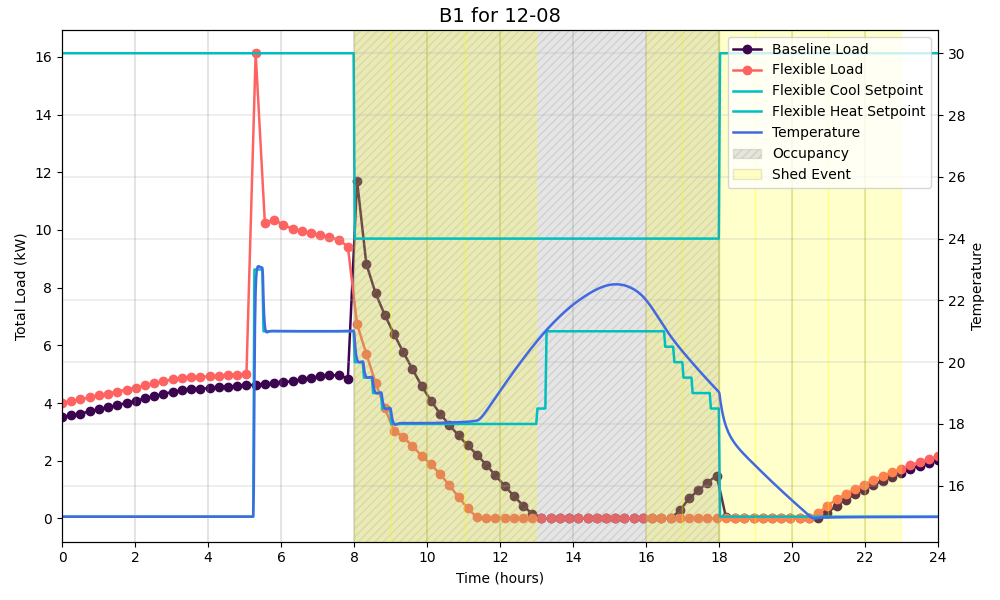 B1 for 12-08
Total Load (kW)
16
14
12
10
8
6
4
2
0
0 2 4 6 8 10 12 14 16 18 20 22 24
Time (hours)
30
28
26
24
22
20
18
16
Temperature
Baseline Load
Flexible Load
Flexible Cool Setpoint
Flexible Heat Setpoint
Temperature
Occupancy
Shed Event